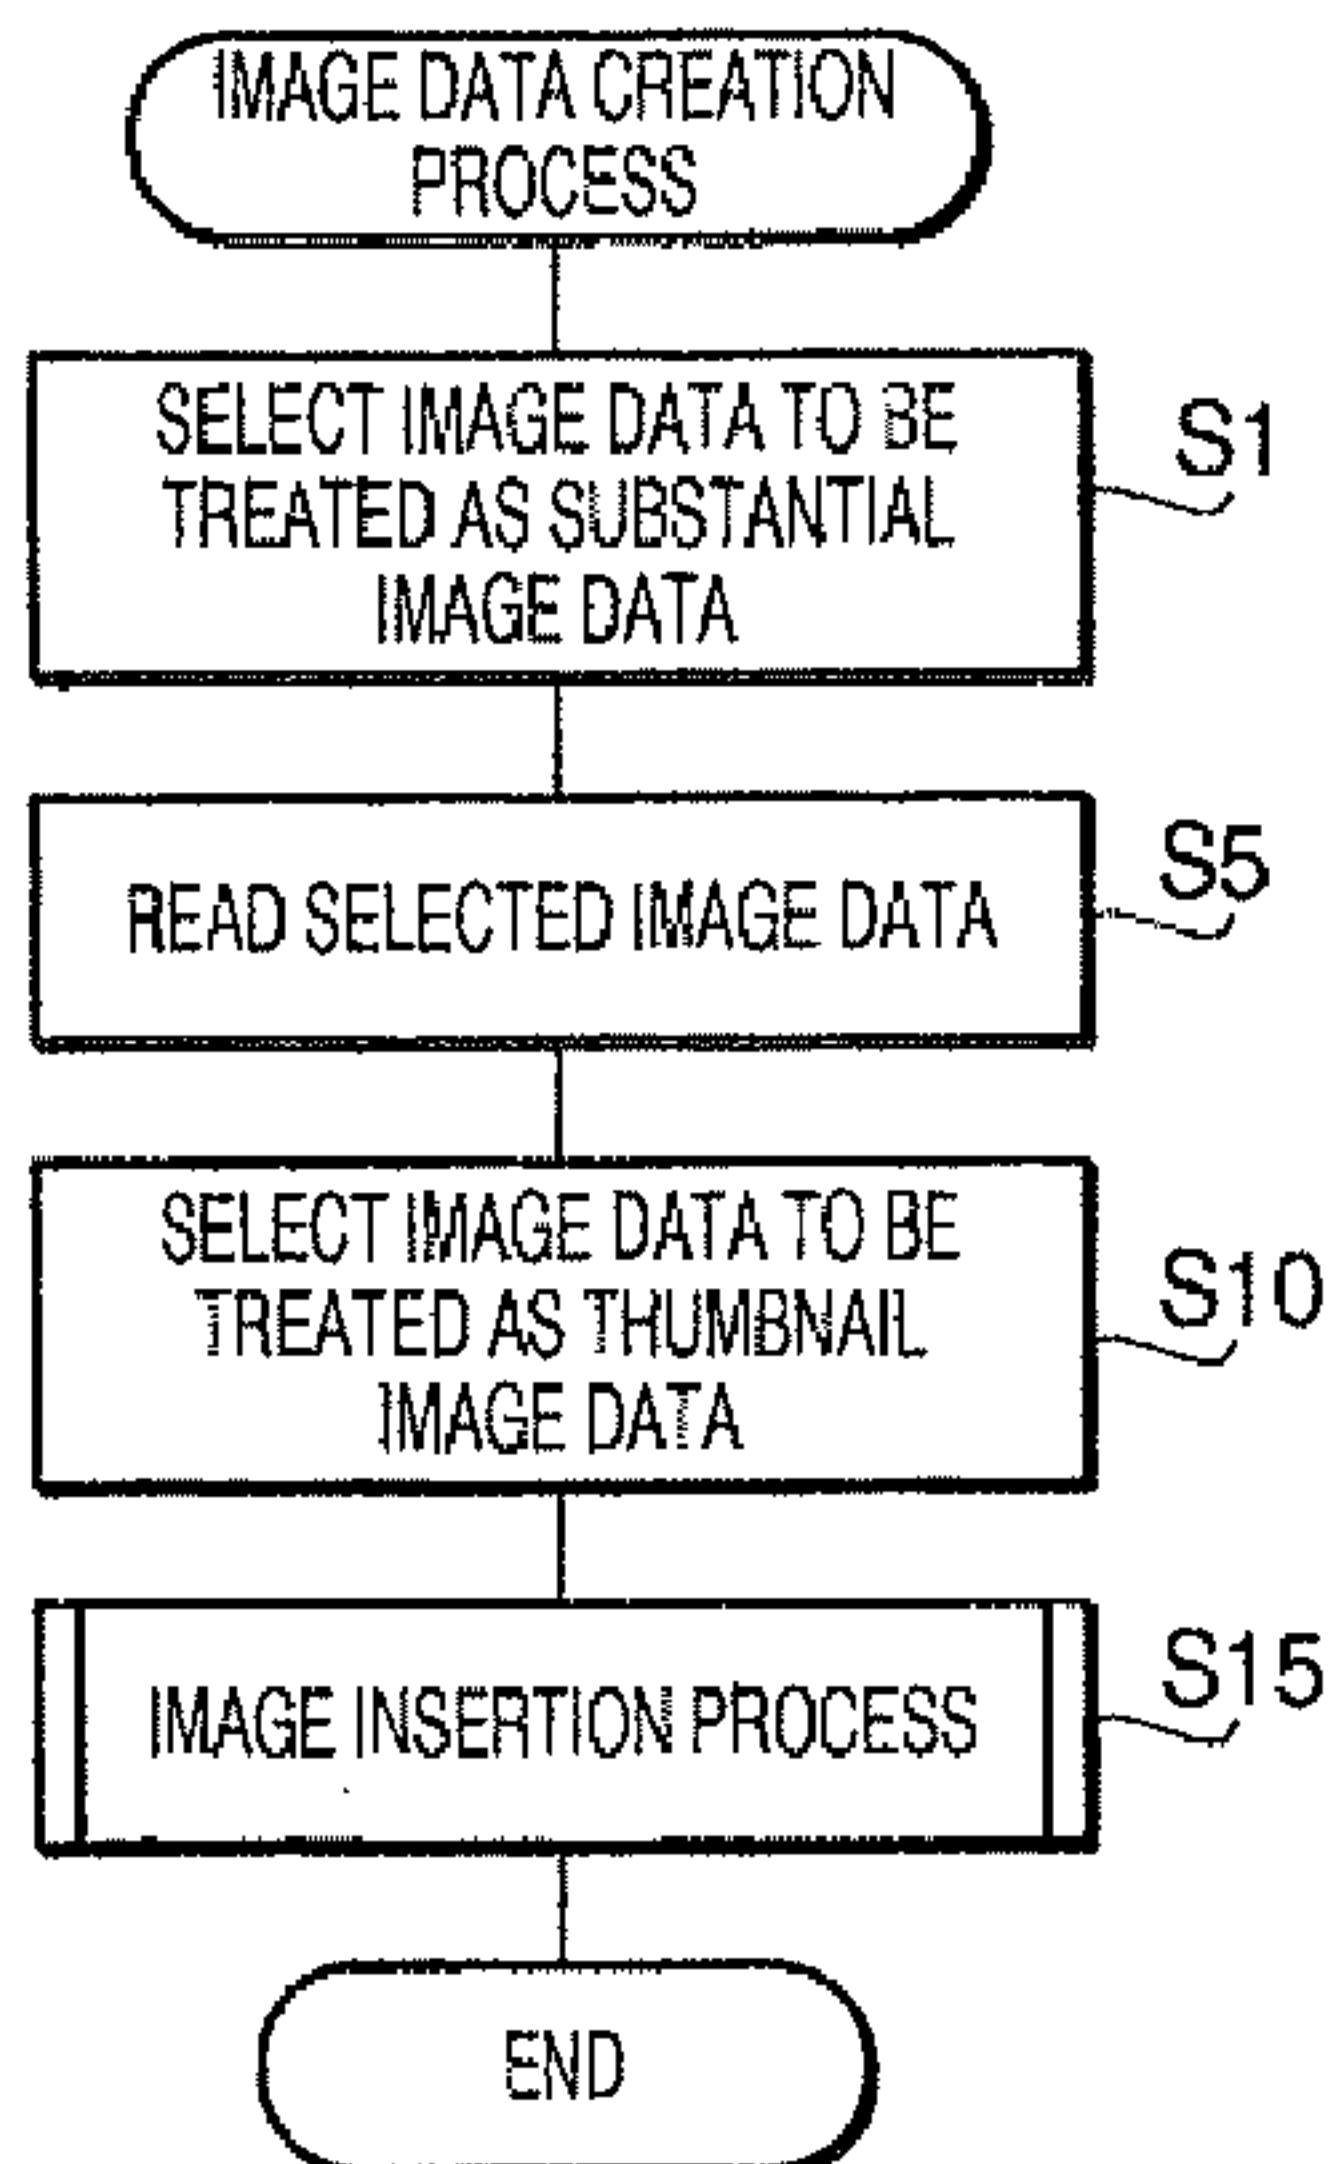 IMAGE DATA CREATION
PROCESS
SELECT IMAGE DATA TO BE
TREATED AS SUBSTANTIAL
IMAGE DATA
S1
READ SELECTED IMAGE DATA
S5
SELECT IMAGE DATA TO BE
TREATED AS THUMBNAIL
IMAGE DATA
S10
IMAGE INSERTION PROCESS
S15
END